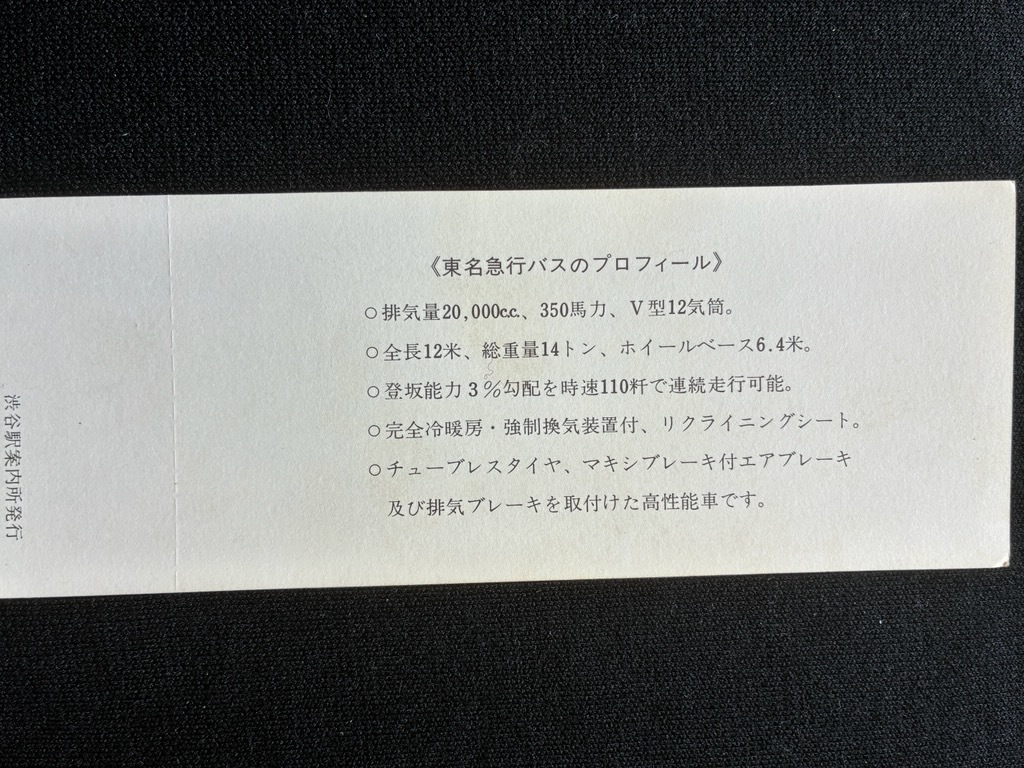 《東名急行バスのプロフィール》
○排気量20,000c.c.、350馬力、V型12気筒。
○全長12米、総重量14トン、ホイールベース6.4米。
○登坂能力3%勾配を時速110粁で連続走行可能。
○完全冷暖房・強制換気装置付、リクライニングシート。
○チューブレスタイヤ、マキシブレーキ付エアブレーキ
及び排気ブレーキを取付けた高性能車です。
渋谷駅案内所発行